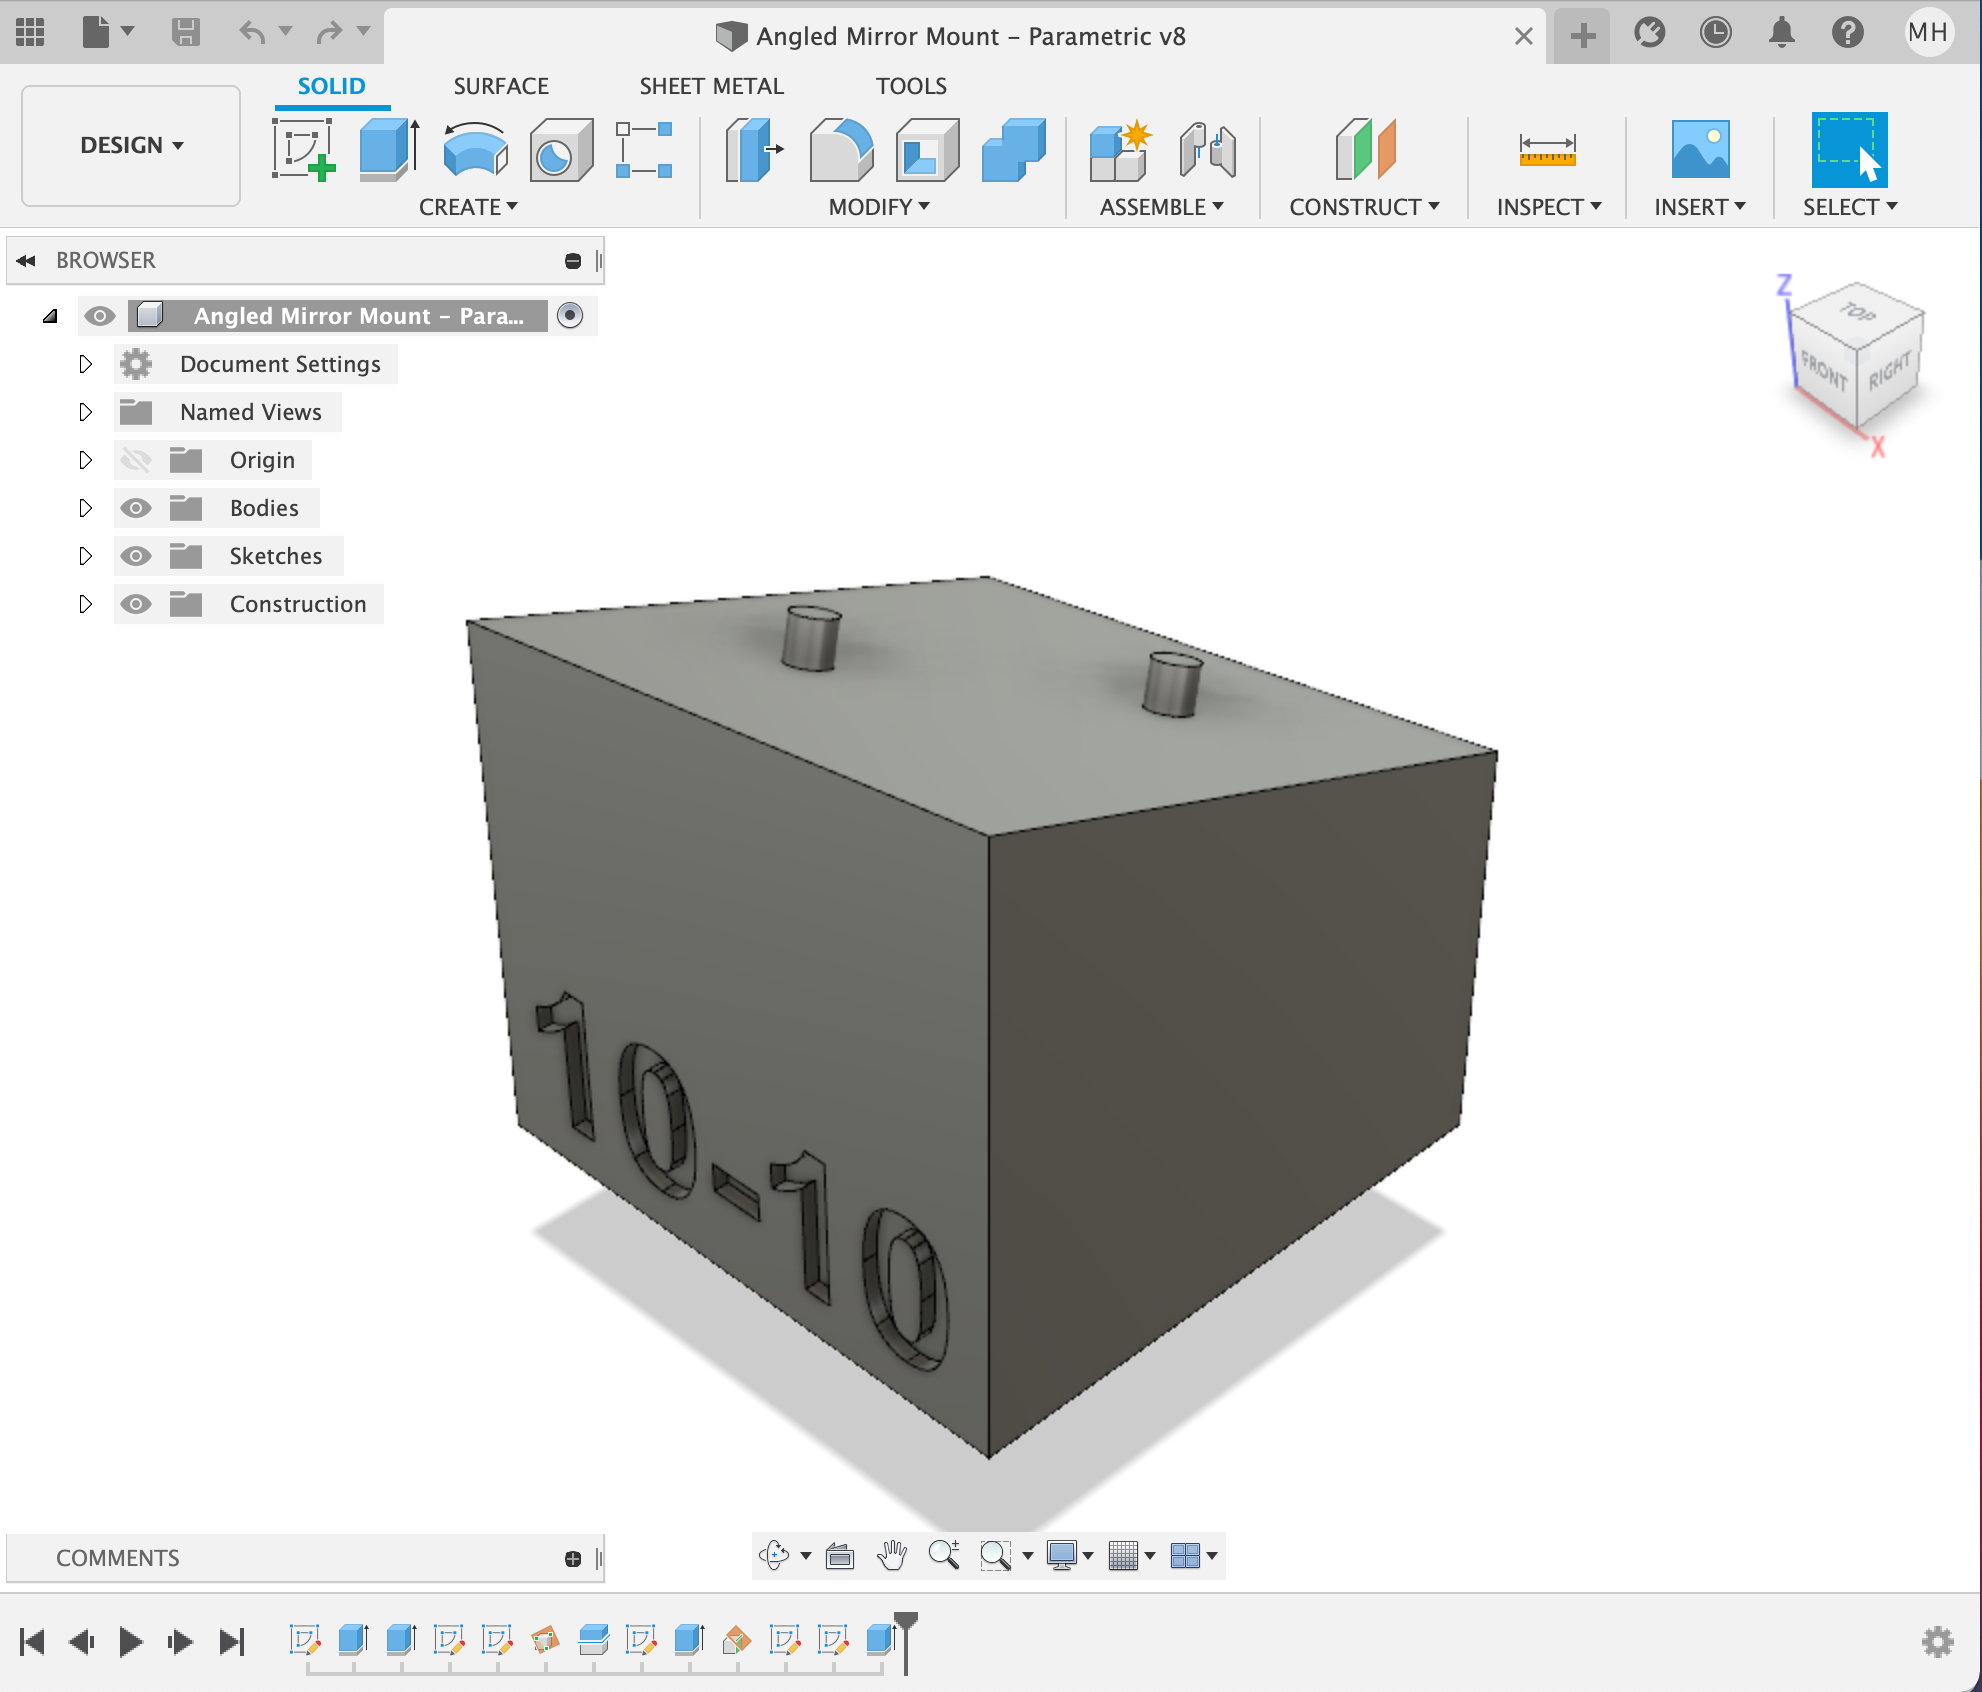 Angled Mirror Mount – Parametric v8
MH
SOLID SURFACE SHEET METAL TOOLS
DESIGN
CREATE MODIFY ASSEMBLE CONSTRUCT INSPECT INSERT SELECT
BROWSER
Angled Mirror Mount – Para...
Document Settings
Named Views
Origin
Bodies
Sketches
Construction
Z
TOP
FRONT
RIGHT
X
10-10
COMMENTS